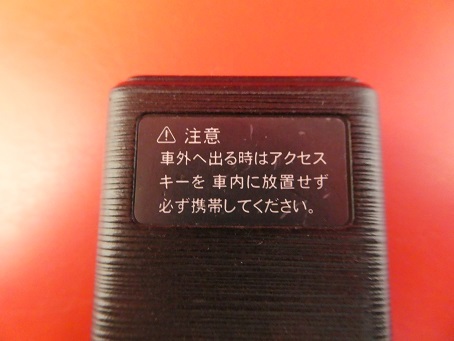 ⚠ 注意
車外へ出る時はアクセス
キーを 車内に放置せず
必ず携帯してください。